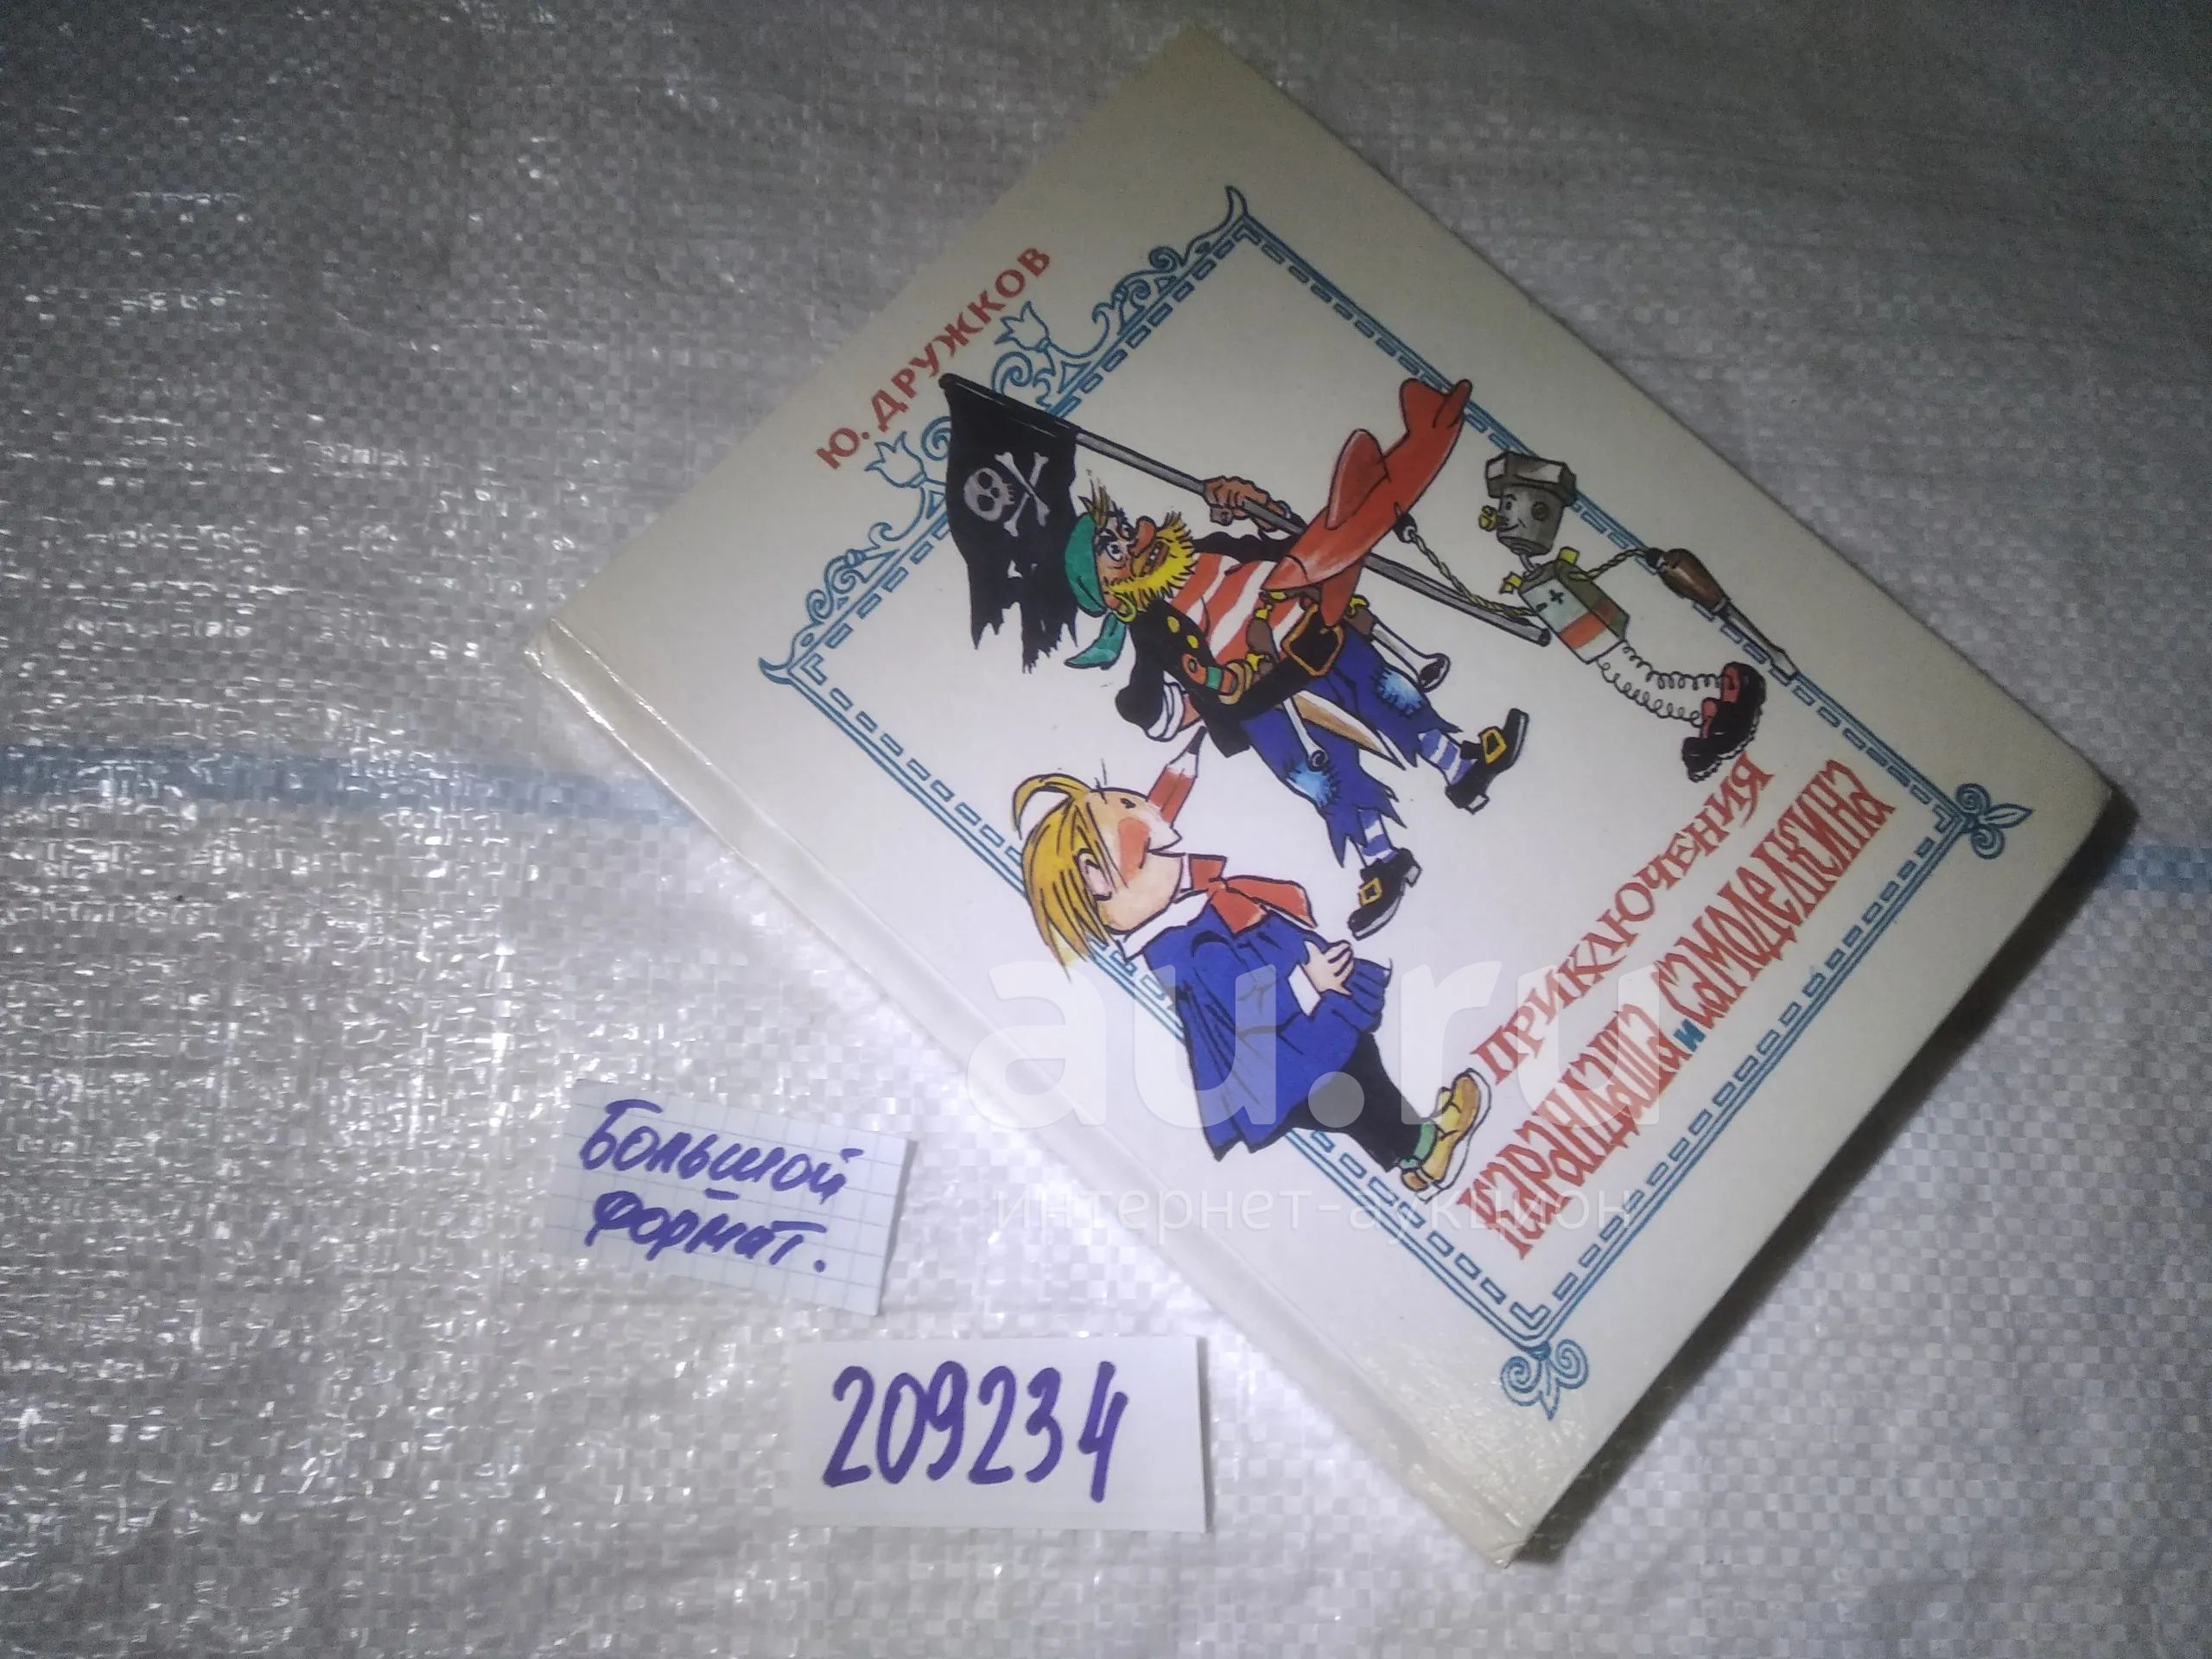 Ю. ДРУЖКОВ
ПРИКЛЮЧЕНИЯ
КАРАНДАША и САМОДЕЛКИНА
au.ru
интернет-аукцион
Большой
формат.
209234